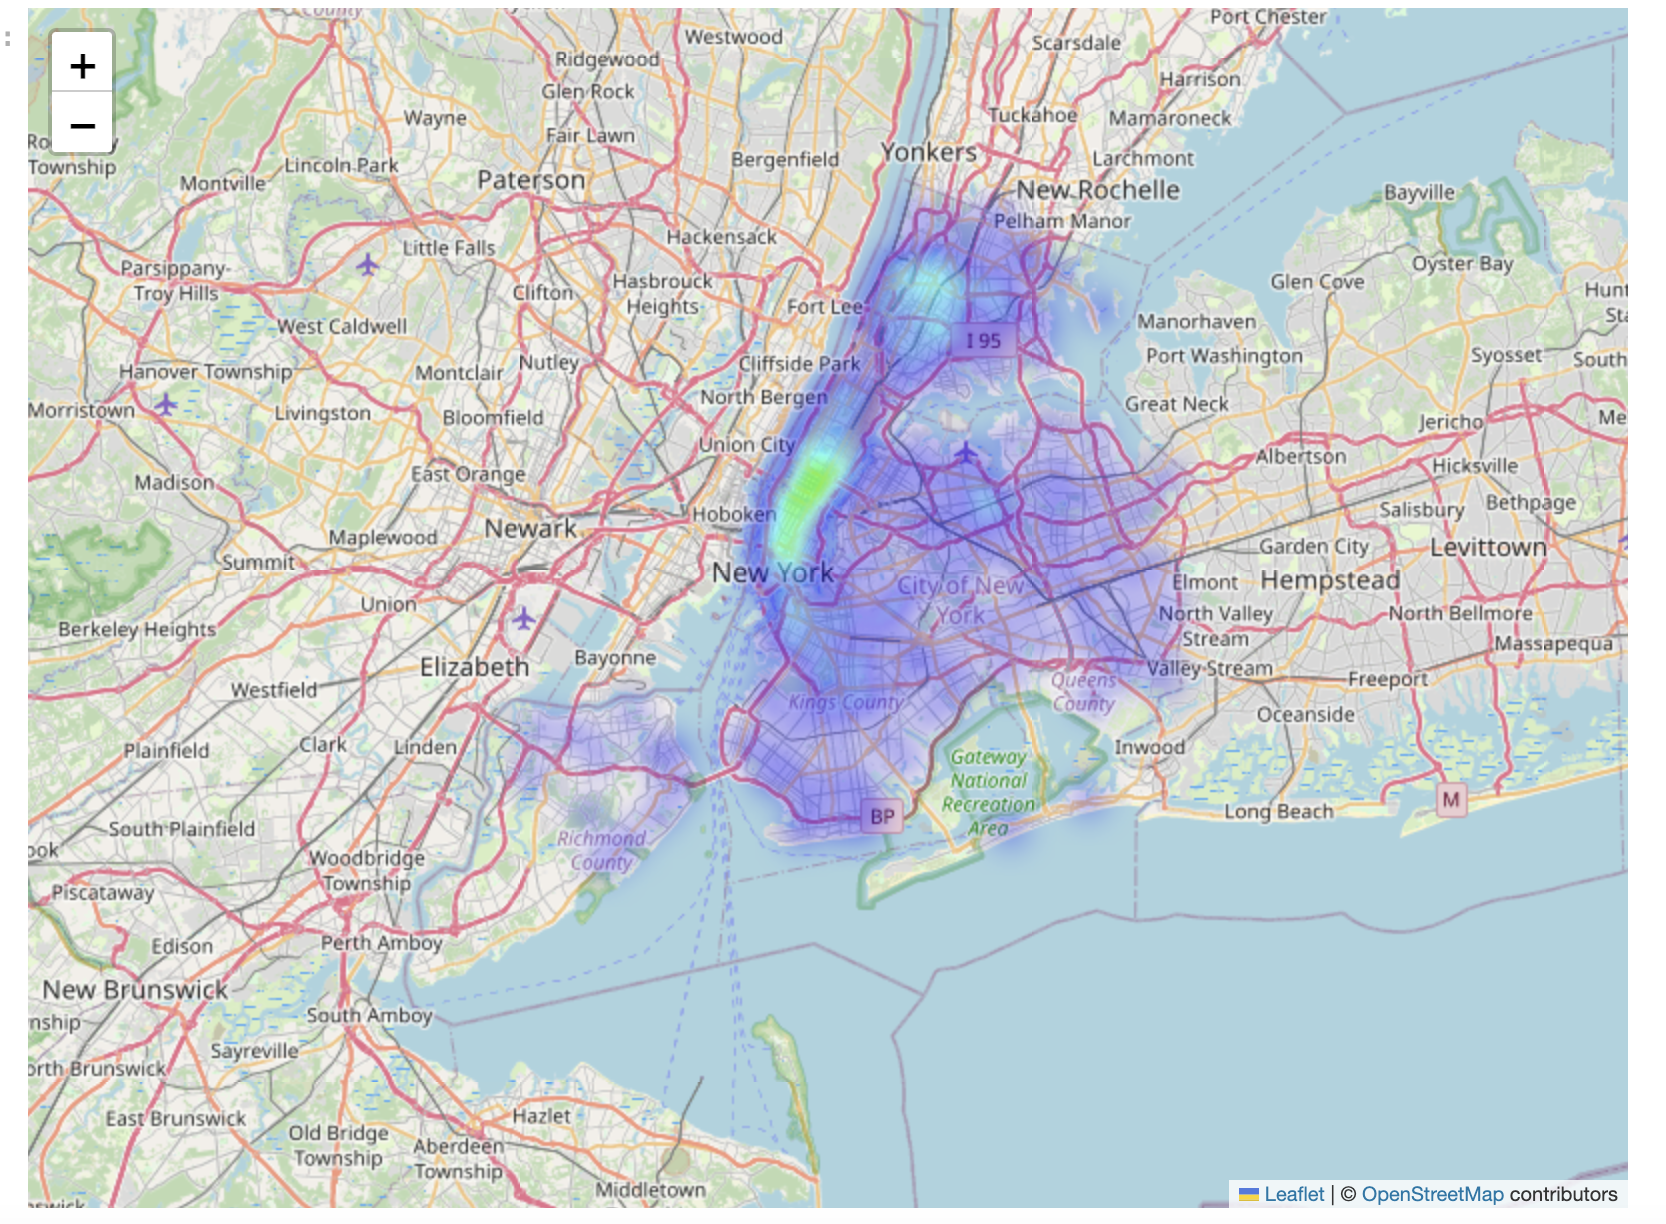 County
Port Chester
Westwood
Scarsdale
Ridgewood
+
Harrison
Glen Rock
Wayne
Tuckahoe
Mamaroneck
−
Fair Lawn
Township
Lincoln Park
Bergenfield
Yonkers
Larchmont
Montville
Paterson
New Rochelle
Bayville
Pelham Manor
Little Falls
Hackensack
Parsippany-
Troy Hills
Oyster Bay
Hasbrouck
Heights
Glen Cove
Clifton
Fort Lee
Hunt
Sta
West Caldwell
Manorhaven
I 95
Cliffside Park
Port Washington
Syosset
South
Hanover Township
Montclair
Nutley
North Bergen
Great Neck
Morristown
Livingston
Bloomfield
Jericho
Me
Union City
Albertson
Hicksville
Madison
East Orange
Bethpage
Salisbury
Newark
Hoboken
Maplewood
Garden City
Levittown
Summit
New York
City of New
York
Elmont
Hempstead
Union
North Valley
Stream
North Bellmore
Berkeley Heights
Massapequa
Elizabeth
Bayonne
Valley Stream
Freeport
Westfield
Kings County
Queens
County
Oceanside
Plainfield
Clark
Linden
Inwood
Gateway
National
Recreation
Area
M
Long Beach
BP
South Plainfield
ook
Richmond
County
Woodbridge
Township
Piscataway
Edison
Perth Amboy
New Brunswick
nship
South Amboy
Sayreville
orth Brunswick
East Brunswick
Hazlet
Old Bridge
Township
Aberdeen
Township
Middletown
Leaflet | © OpenStreetMap contributors